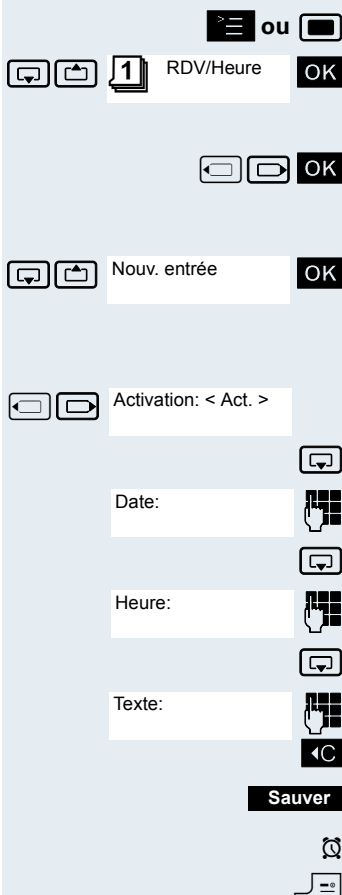 ou
1 RDV/Heure OK
OK
Nouv. entrée OK
Activation: < Act. >
Date:
Heure:
Texte:
C
Sauver